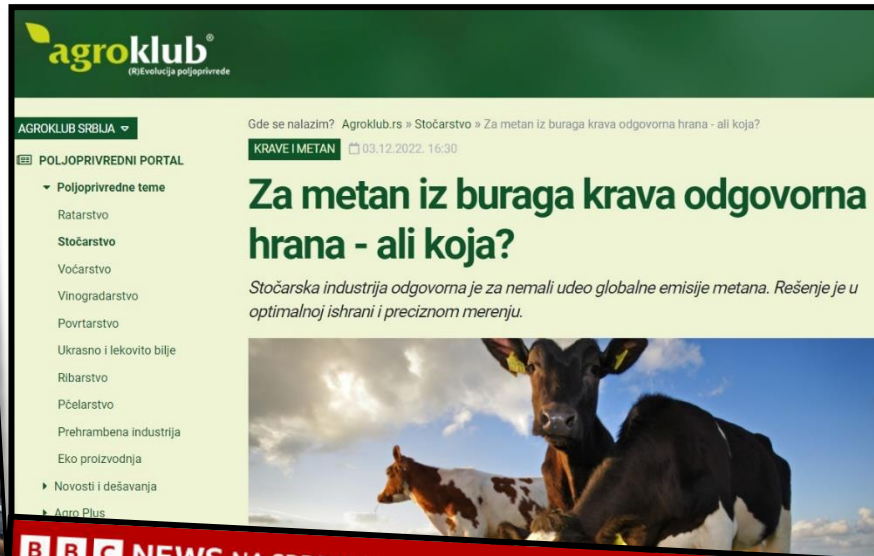 agroklub®
(R)Evolucija poljoprivrede
AGROKLUB SRBIJA
POLJOPRIVREDNI PORTAL
Poljoprivredne teme
Ratarstvo
Stočarstvo
Voćarstvo
Vinogradarstvo
Povrtarstvo
Ukrasno i lekovito bilje
Ribarstvo
Pčelarstvo
Prehrambena industrija
Eko proizvodnja
Novosti i dešavanja
Agro Plus
Gde se nalazim? Agroklub.rs » Stočarstvo » Za metan iz buraga krava odgovorna hrana - ali koja?
KRAVE I METAN 03.12.2022. 16:30
Za metan iz buraga krava odgovorna
hrana - ali koja?
Stočarska industrija odgovorna je za nemali udeo globalne emisije metana. Rešenje je u
optimalnoj ishrani i preciznom merenju.
BBC NEWS NA